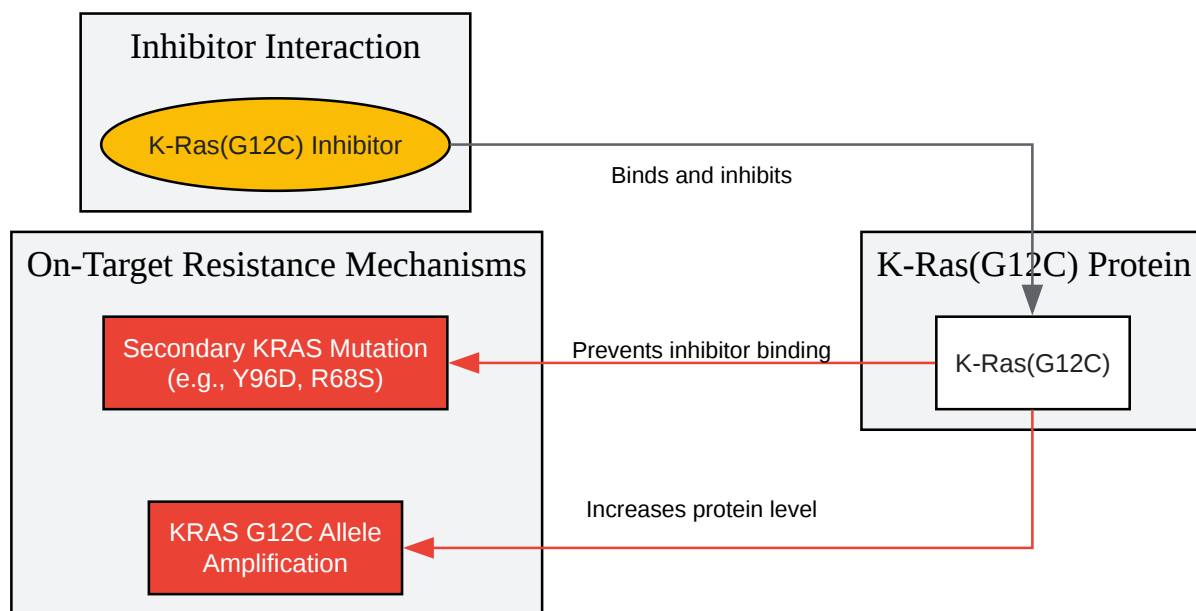 Inhibitor Interaction
K-Ras(G12C) Inhibitor
Binds and inhibits
On-Target Resistance Mechanisms
K-Ras(G12C) Protein
Secondary KRAS Mutation
(e.g., Y96D, R68S)
Prevents inhibitor binding
K-Ras(G12C)
Increases protein level
KRAS G12C Allele
Amplification